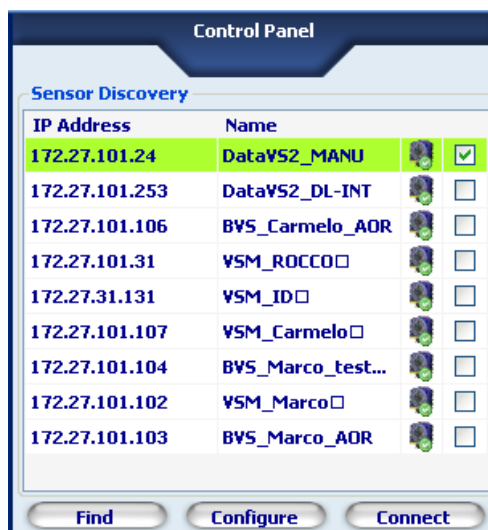 Control Panel
Sensor Discovery
IP Address Name
172.27.101.24 DataVS2_MANU
172.27.101.253 DataVS2_DL-INT
172.27.101.106 BVS_Carmelo_AOR
172.27.101.31 VSM_ROCCO□
172.27.31.131 VSM_ID□
172.27.101.107 VSM_Carmelo□
172.27.101.104 BVS_Marco_test...
172.27.101.102 VSM_Marco□
172.27.101.103 BVS_Marco_AOR
Find Configure Connect